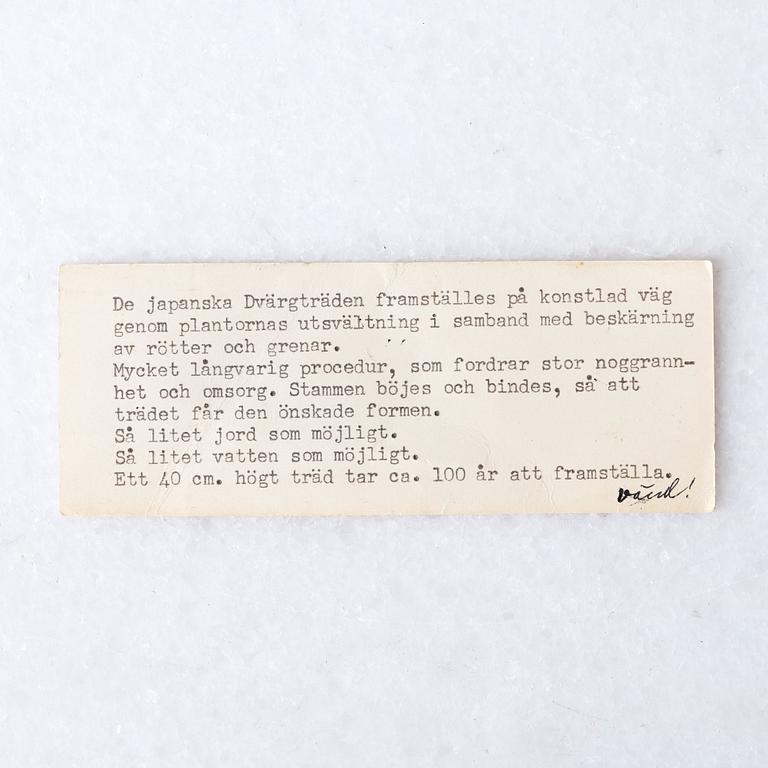 De japanska Dvärgträden framställes på konstlad väg
genom plantornas utsvältning i samband med beskärning
av rötter och grenar.
Mycket långvarig procedur, som fordrar stor noggrann-
het och omsorg. Stammen böjes och bindes, så att
trädet får den önskade formen.
Så litet jord som möjligt.
Så litet vatten som möjligt.
Ett 40 cm. högt träd tar ca. 100 år att framställa.
vänd!